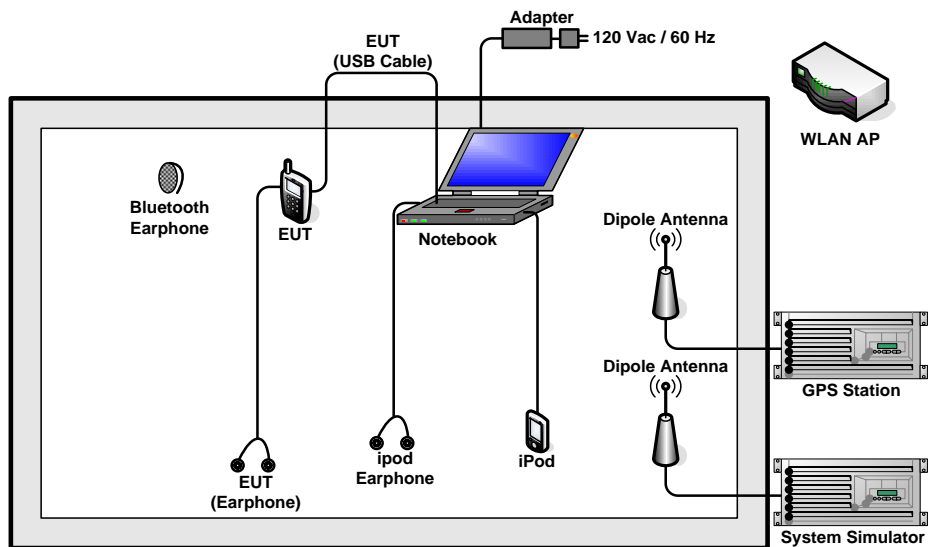 Adapter
120 Vac / 60 Hz
EUT
(USB Cable)
WLAN AP
Bluetooth
Earphone
EUT
Notebook
Dipole Antenna
GPS Station
Dipole Antenna
ipod
Earphone
iPod
EUT
(Earphone)
System Simulator